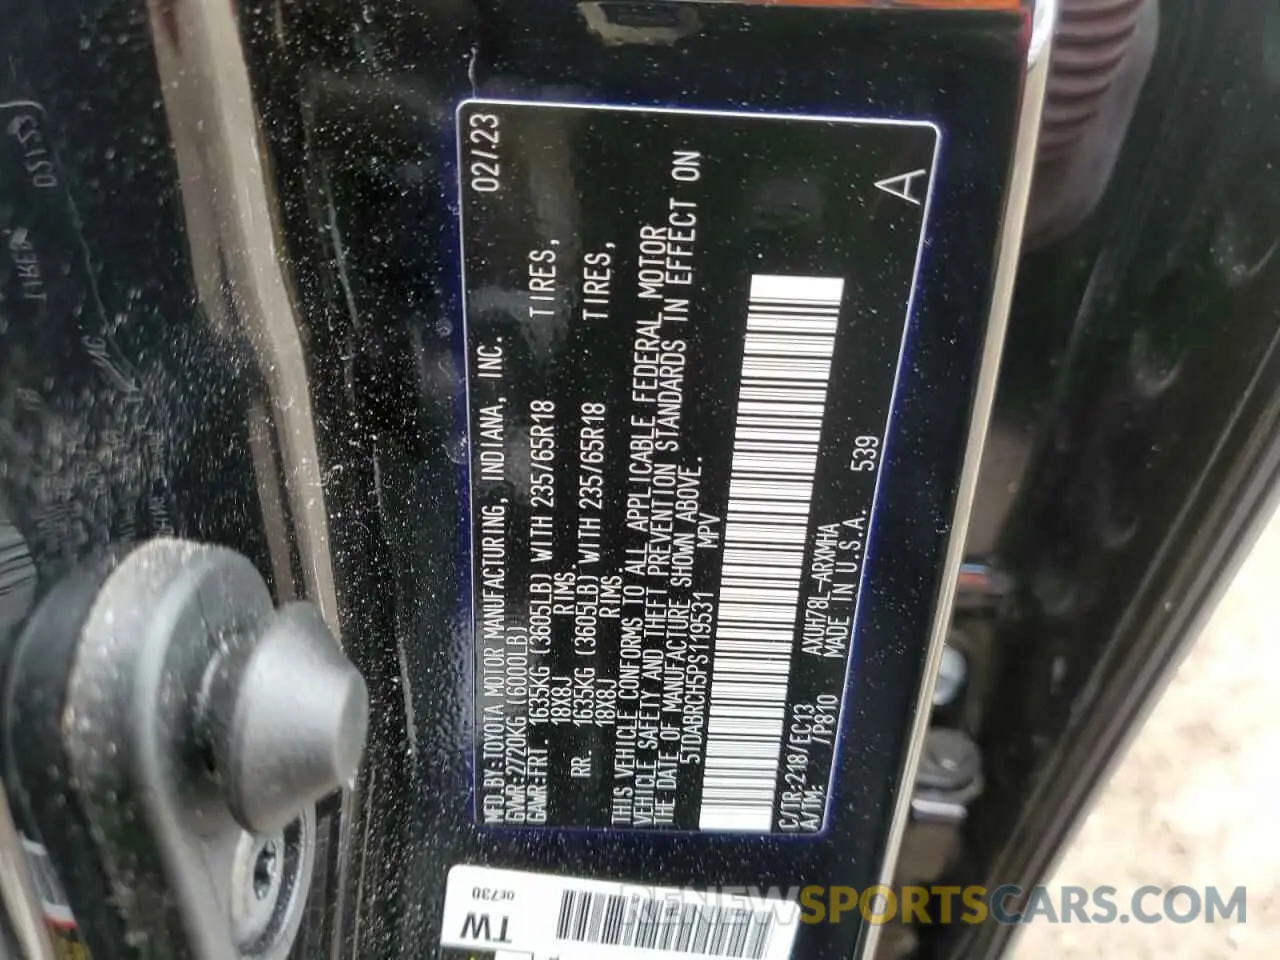 MFD.BY:TOYOTA MOTOR MANUFACTURING, INDIANA, INC. 02/23
GVWR:2720KG(6000LB)
GAWR:FRT. 1635KG (3605LB) WITH 235/65R18 TIRES,
18X8J RIMS.
RR. 1635KG (3605LB) WITH 235/65R18 TIRES,
18X8J RIMS
THIS VEHICLE CONFORMS TO ALL APPLICABLE FEDERAL MOTOR
VEHICLE SAFETY AND THEFT PREVENTION STANDARDS IN EFFECT ON
THE DATE OF MANUFACTURE SHOWN ABOVE.
5TDABRCH5PS119531 MPV
C/TR:218/EC13 AXUH78L-ARXMHA
A/TM: /P810 MADE IN U.S.A. 539
A
TW
0E730
RENEWSPORTSCARS.COM